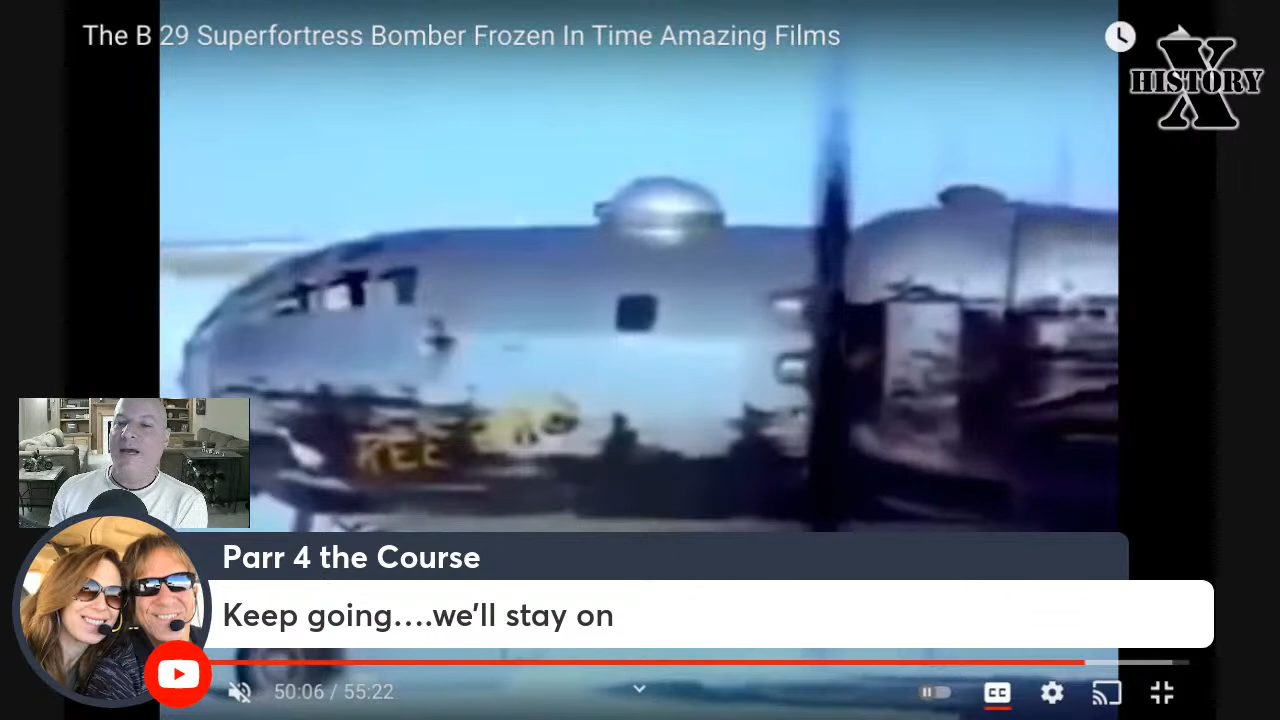 The B 29 Superfortress Bomber Frozen In Time Amazing Films
HISTORY
X
KEE
Parr 4 the Course
Keep going....we'll stay on
50:06 / 55:22
CC